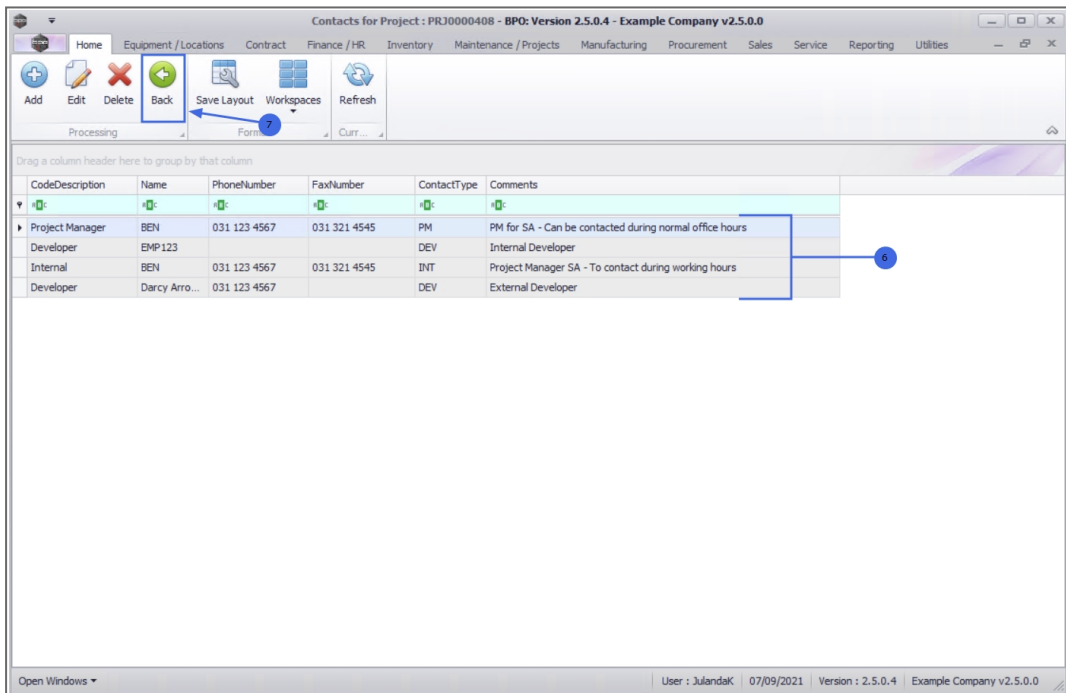 Contacts for Project : PRJ0000408 - BPO: Version 2.5.0.4 - Example Company v2.5.0.0
Home Equipment / Locations Contract Finance / HR Inventory Maintenance / Projects Manufacturing Procurement Sales Service Reporting Utilities
Add Edit Delete Back Save Layout Workspaces Refresh
7
Processing Curr...
Drag a column header here to group by that column
CodeDescription Name PhoneNumber FaxNumber ContactType Comments
Project Manager BEN 031 123 4567 031 321 4545 PM PM for SA - Can be contacted during normal office hours
Developer EMP123 DEV Internal Developer
6
Internal BEN 031 123 4567 031 321 4545 INT Project Manager SA - To contact during working hours
Developer Darcy Arro... 031 123 4567 DEV External Developer
Open Windows User : JulandaK 07/09/2021 Version : 2.5.0.4 Example Company v2.5.0.0